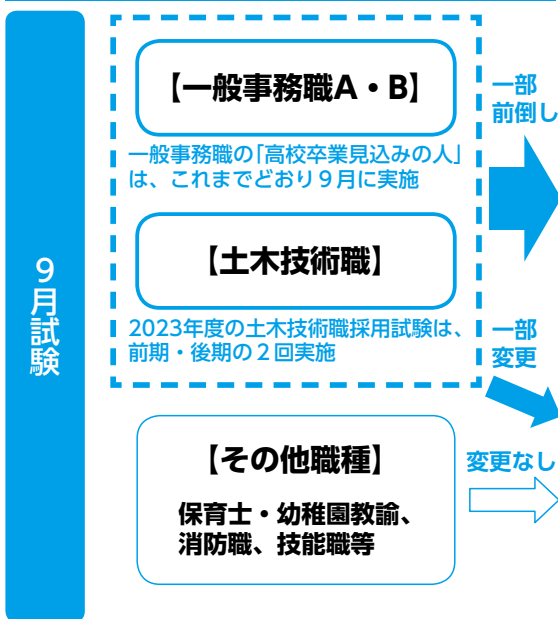 9月試験
【一般事務職A・B】
一般事務職の「高校卒業見込みの人」
は、これまでどおり９月に実施
一部
前倒し
【土木技術職】
2023年度の土木技術職採用試験は、
前期・後期の２回実施
一部
変更
【その他職種】
保育士・幼稚園教諭、
消防職、技能職等
変更なし